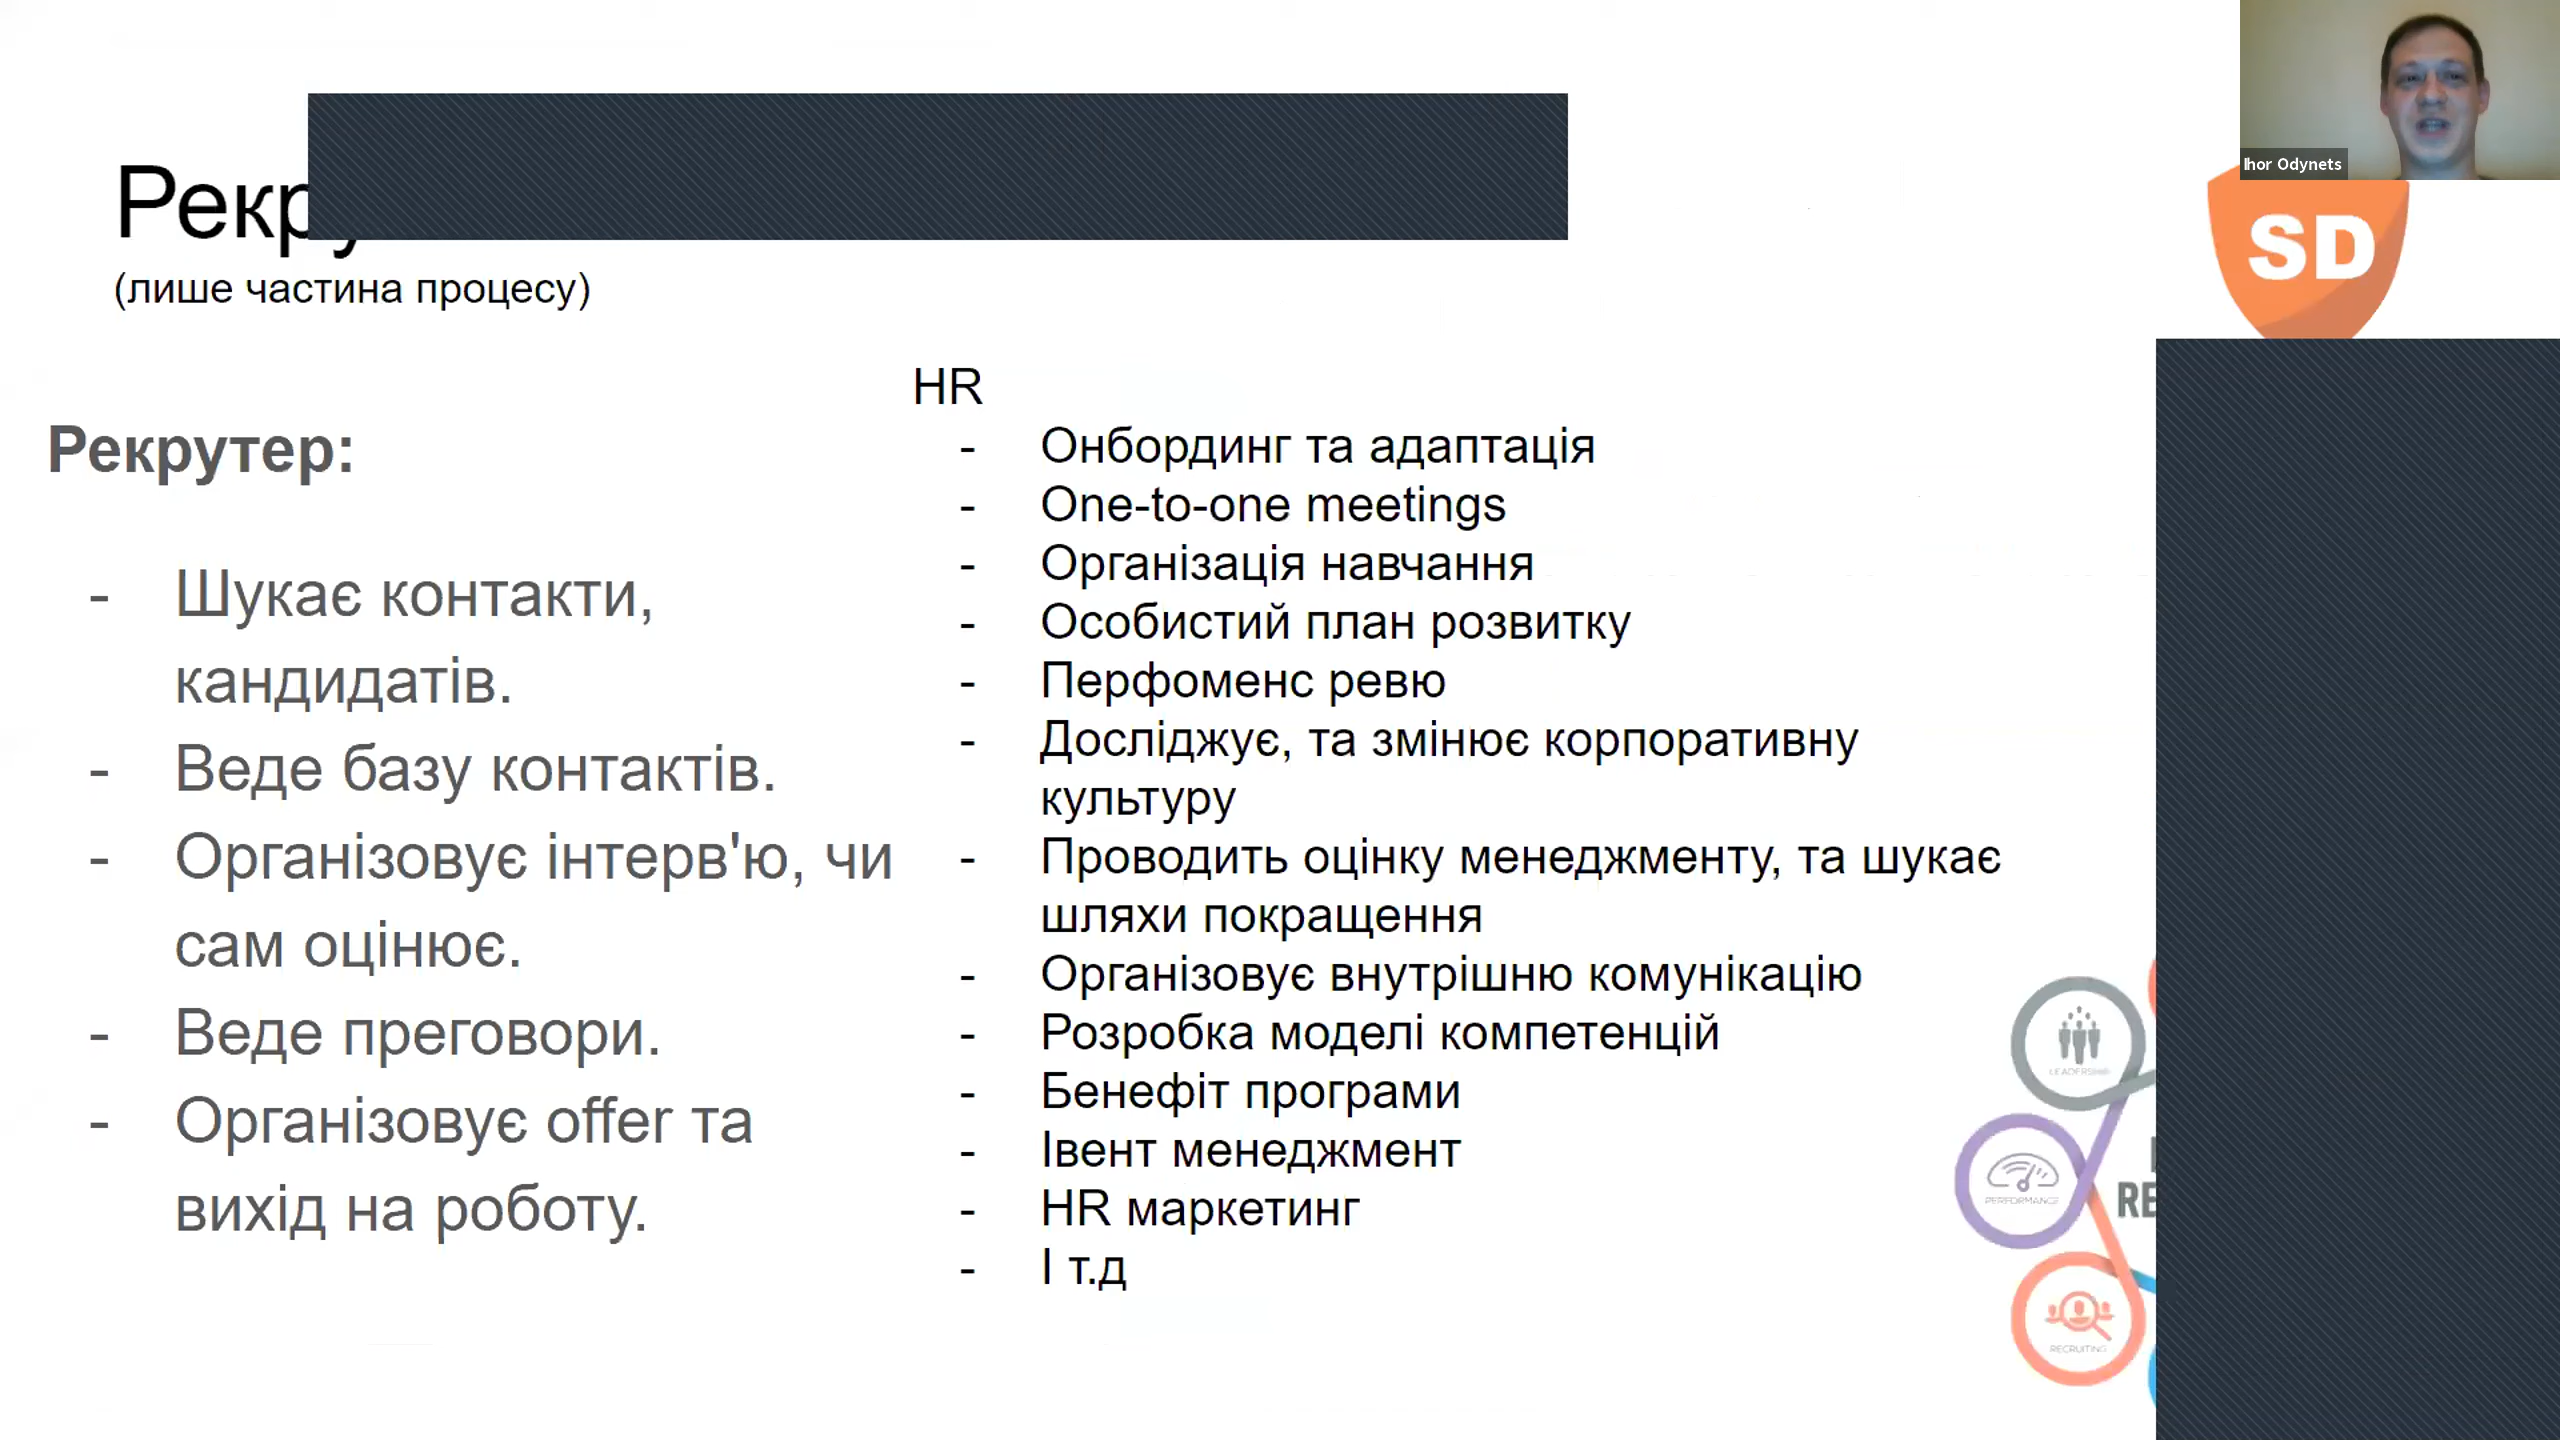 Ihor Odynets
SD
(лише частина процесу)
Рекрутер:
- Шукає контакти,
кандидатів.
- Веде базу контактів.
- Організовує інтерв'ю, чи
сам оцінює.
- Веде преговори.
- Організовує offer та
вихід на роботу.
HR
- Онбординг та адаптація
- One-to-one meetings
- Організація навчання
- Особистий план розвитку
- Перфоменс ревю
- Досліджує, та змінює корпоративну
культуру
- Проводить оцінку менеджменту, та шукає
шляхи покращення
- Організовує внутрішню комунікацію
- Розробка моделі компетенцій
- Бенефіт програми
- Івент менеджмент
- HR маркетинг
- І т.д
LEADERSHIP
PERFORMANCE
RECRUITING